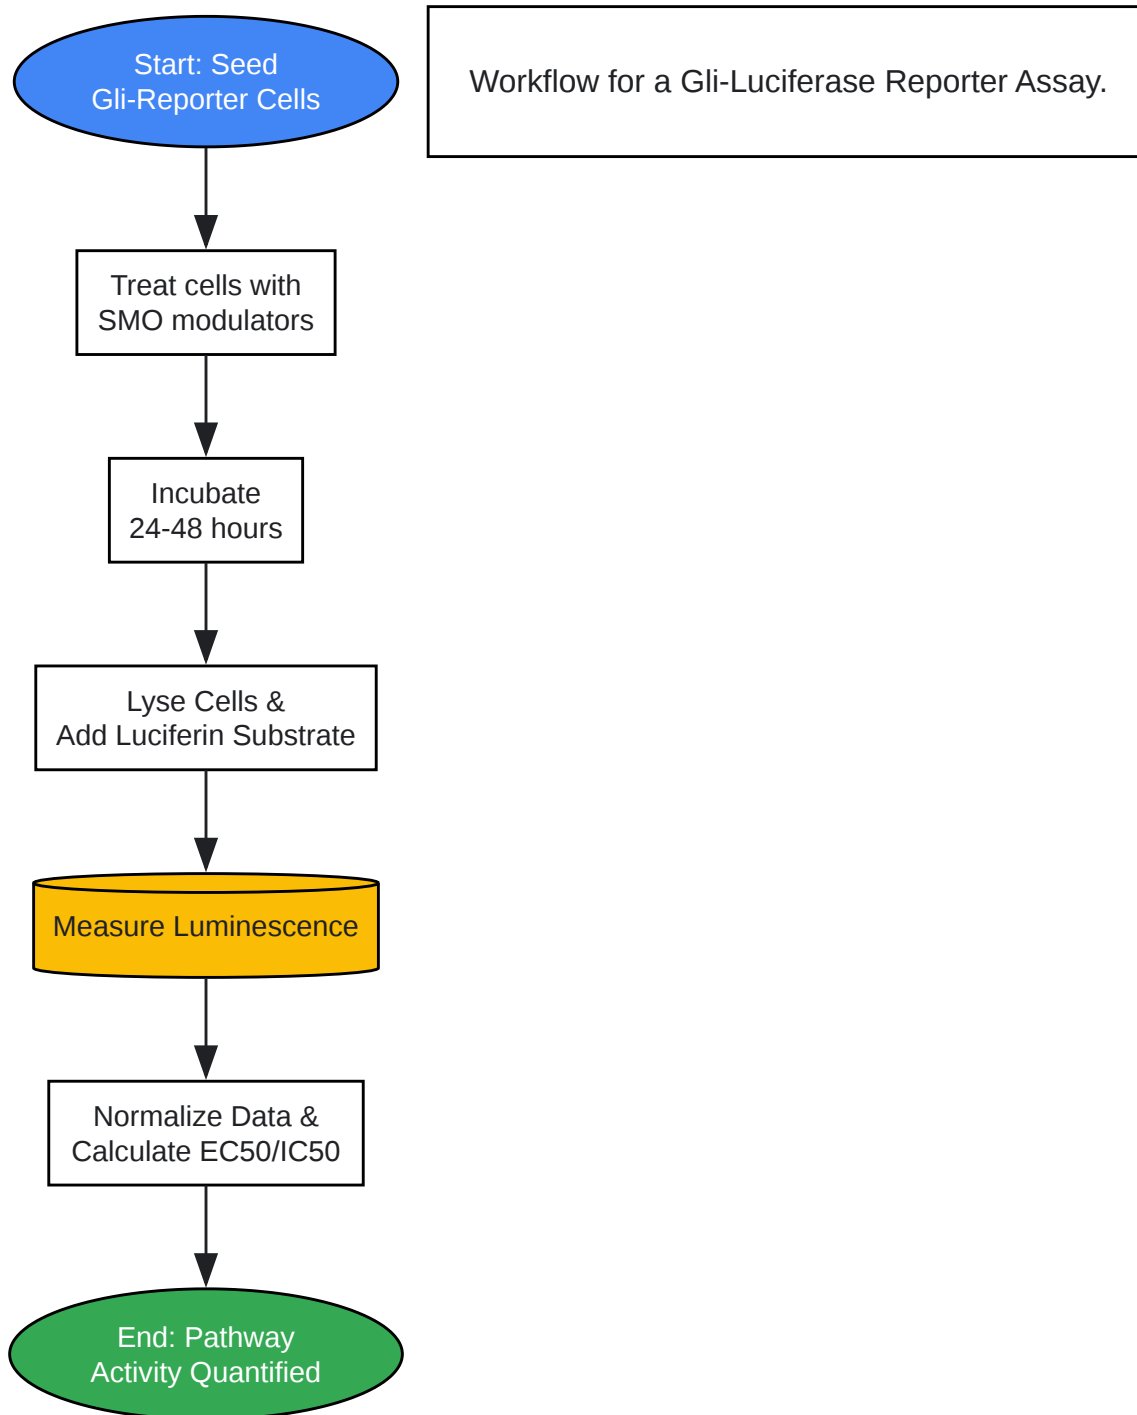 Start: Seed
Gli-Reporter Cells
Workflow for a Gli-Luciferase Reporter Assay.
Treat cells with
SMO modulators
Incubate
24-48 hours
Lyse Cells &
Add Luciferin Substrate
Measure Luminescence
Normalize Data &
Calculate EC50/IC50
End: Pathway
Activity Quantified